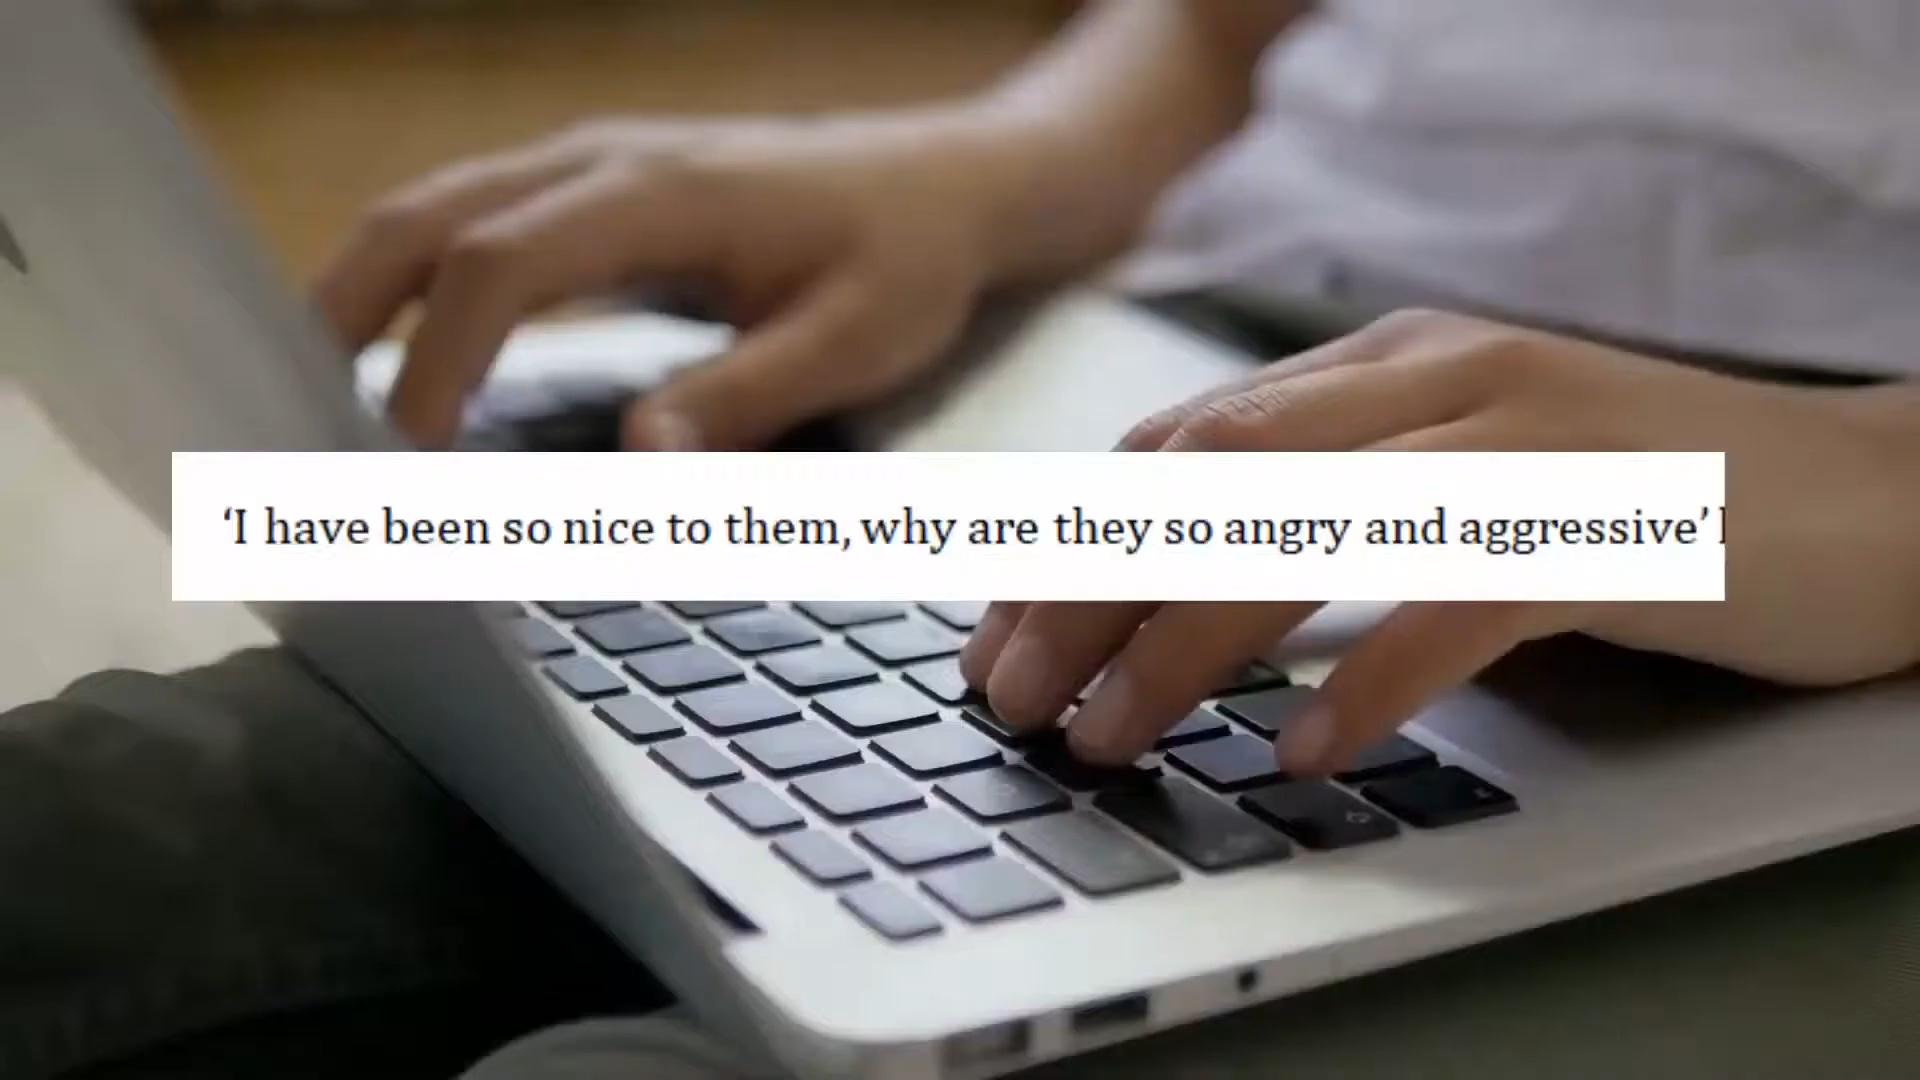 ‘I have been so nice to them, why are they so angry and aggressive’